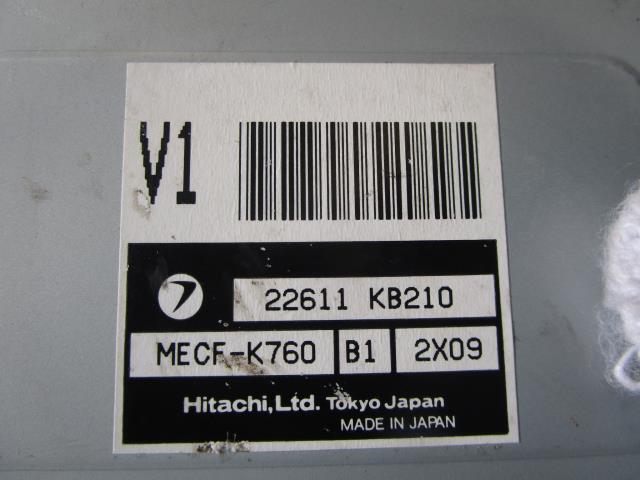 V1
22611 KB210
MECF-K760 B1 2X09
Hitachi,Ltd. Tokyo Japan
MADE IN JAPAN